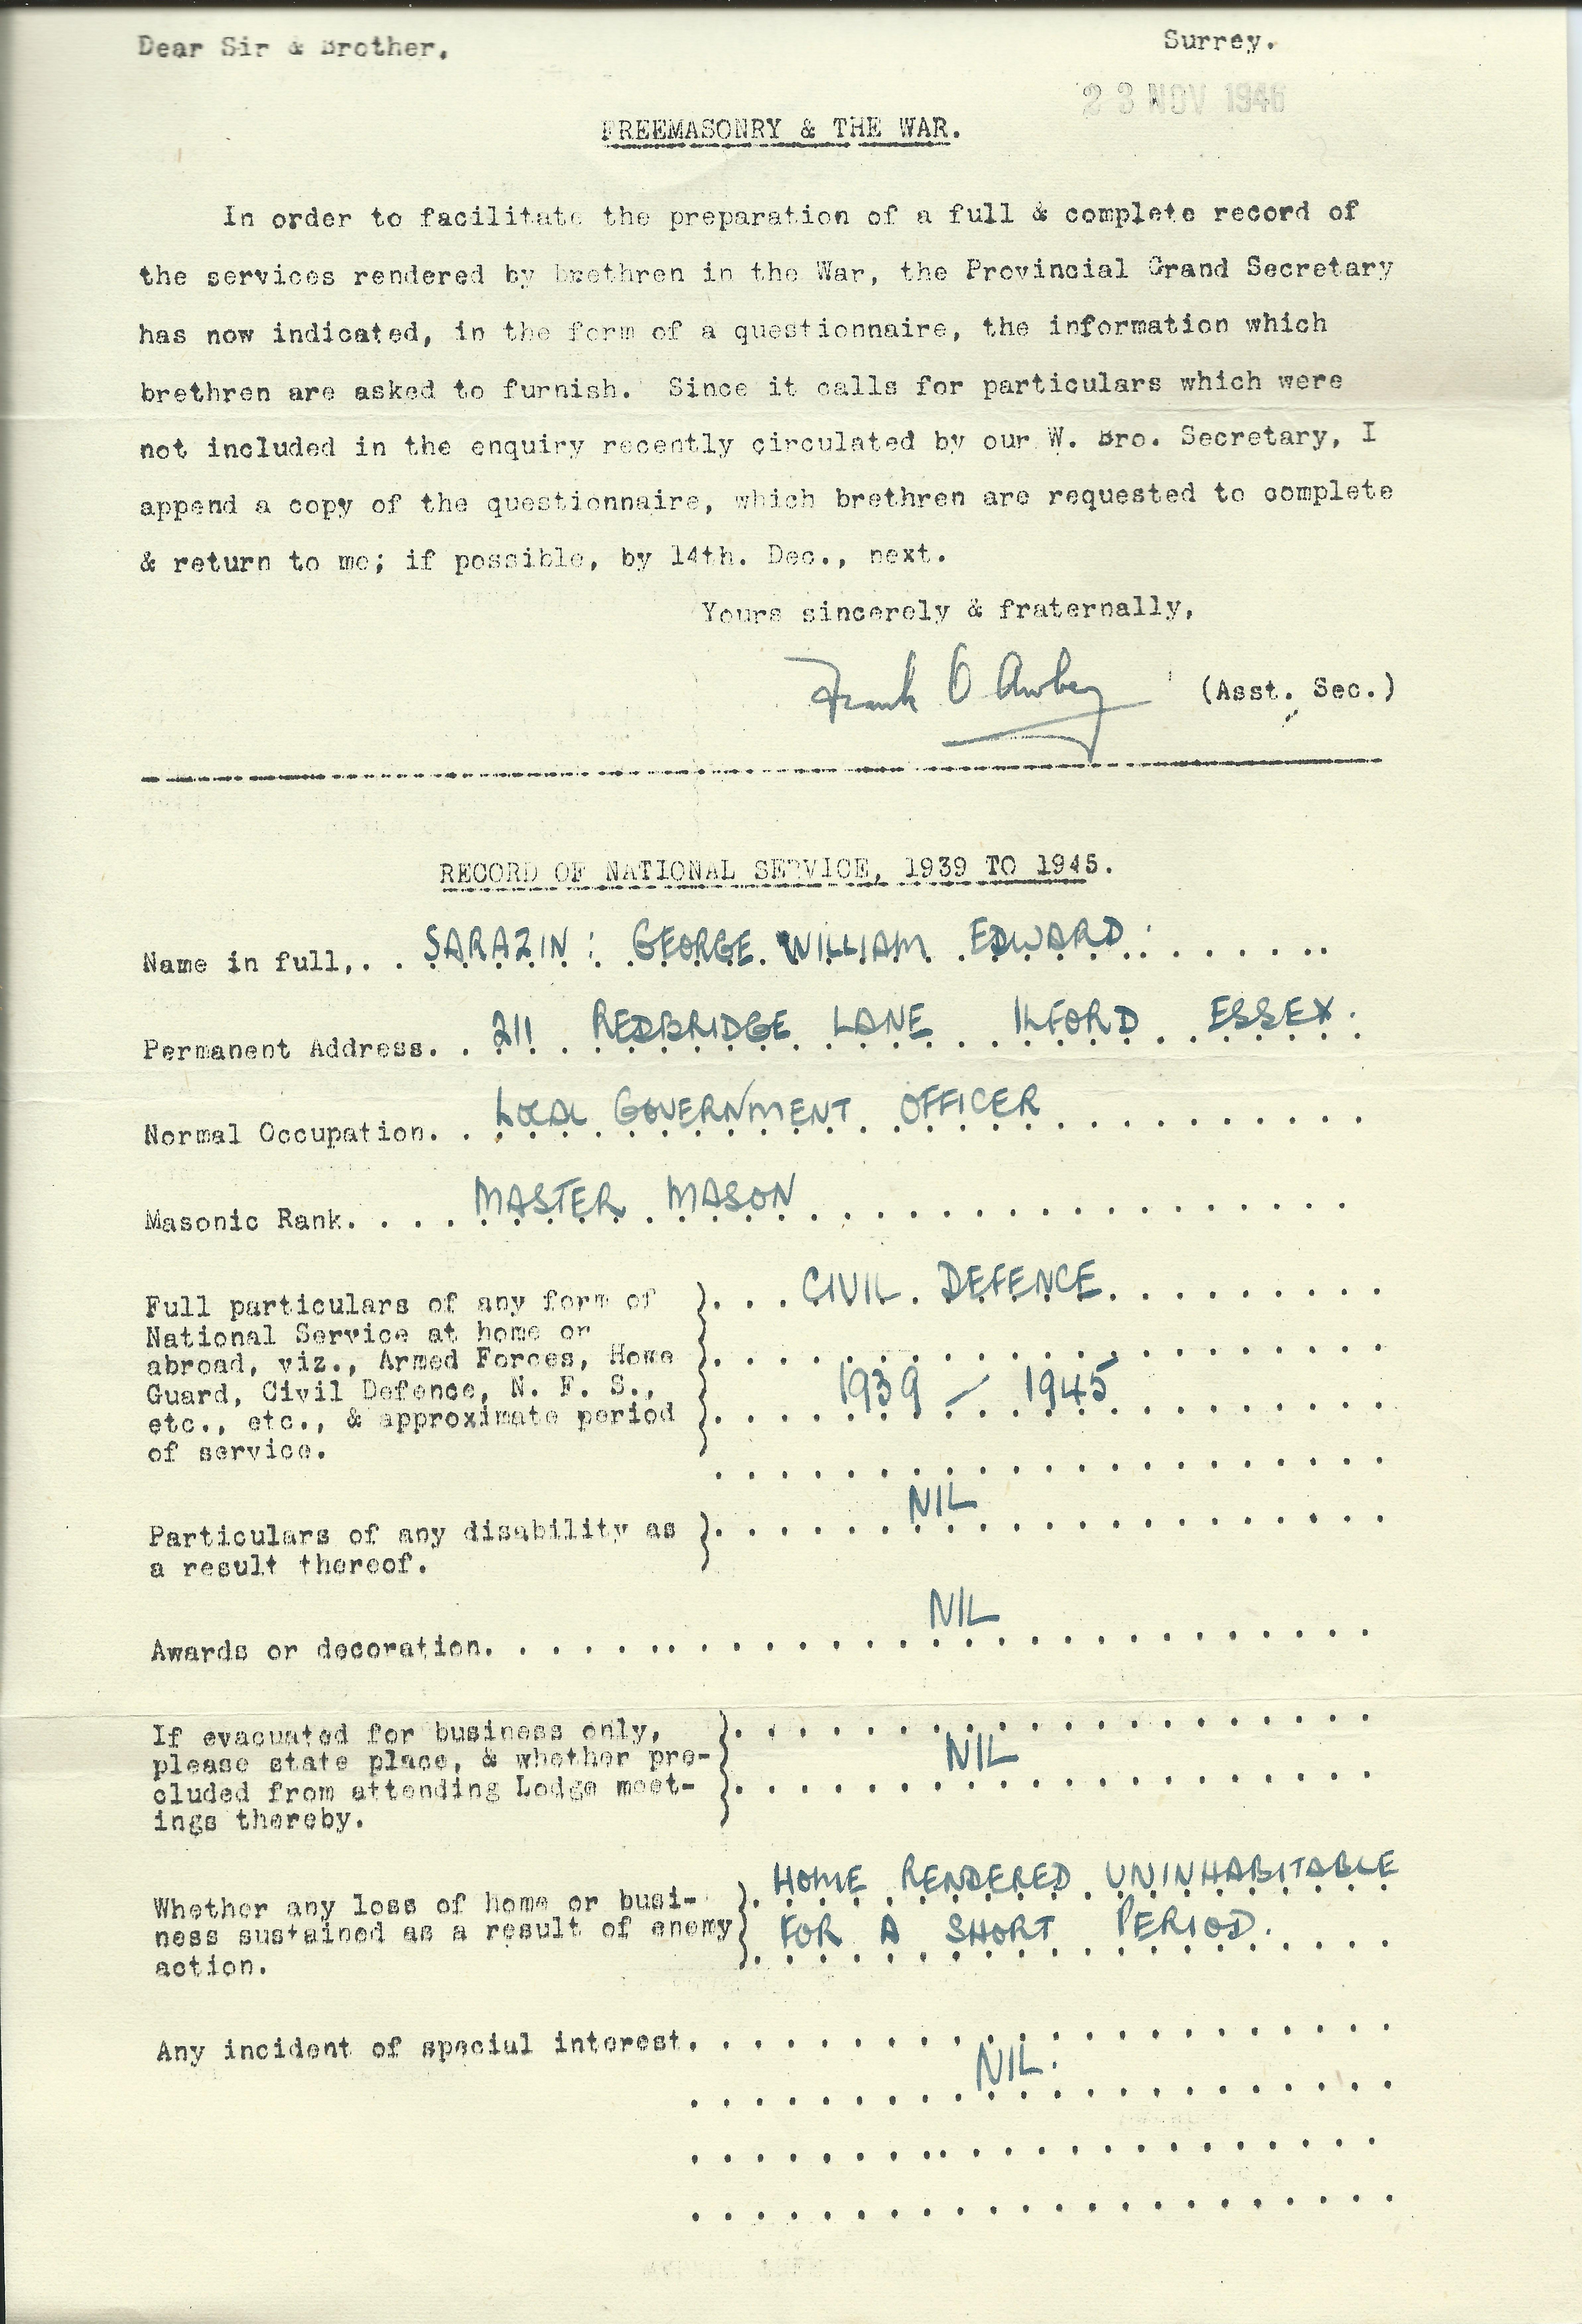 Dear Sir & Brother,
Surrey.
23 NOV 1946
FREEMASONRY & THE WAR.
In order to facilitate the preparation of a full & complete record of
the services rendered by brethren in the War, the Provincial Grand Secretary
has now indicated, in the form of a questionnaire, the information which
brethren are asked to furnish. Since it calls for particulars which were
not included in the enquiry recently circulated by our W. Bro. Secretary, I
append a copy of the questionnaire, which brethren are requested to complete
& return to me; if possible, by 14th. Dec., next.
Yours sincerely & fraternally,
Frank O (Asst. Sec.)
RECORD OF NATIONAL SERVICE, 1939 TO 1945.
Name in full,. . SARAZIN : GEORGE WILLIAM EDWARD :
Permanent Address. . 211 REDBRIDGE LANE ILFORD ESSEX.
Normal Occupation. . LOCAL GOVERNMENT OFFICER
Masonic Rank. . . . MASTER MASON
Full particulars of any form of } CIVIL DEFENCE
National Service at home or
abroad, viz., Armed Forces, Home
Guard, Civil Defence, N. F. S., 1939 - 1945
etc., etc., & approximate period
of service.
NIL
Particulars of any disability as }
a result thereof.
NIL
Awards or decoration.
If evacuated for business only,
please state place, & whether pre- NIL
cluded from attending Lodge meet-
ings thereby.
HOME RENDERED UNINHABITABLE
Whether any loss of home or busi-
ness sustained as a result of enemy FOR A SHORT PERIOD.
action.
Any incident of special interest.
NIL.